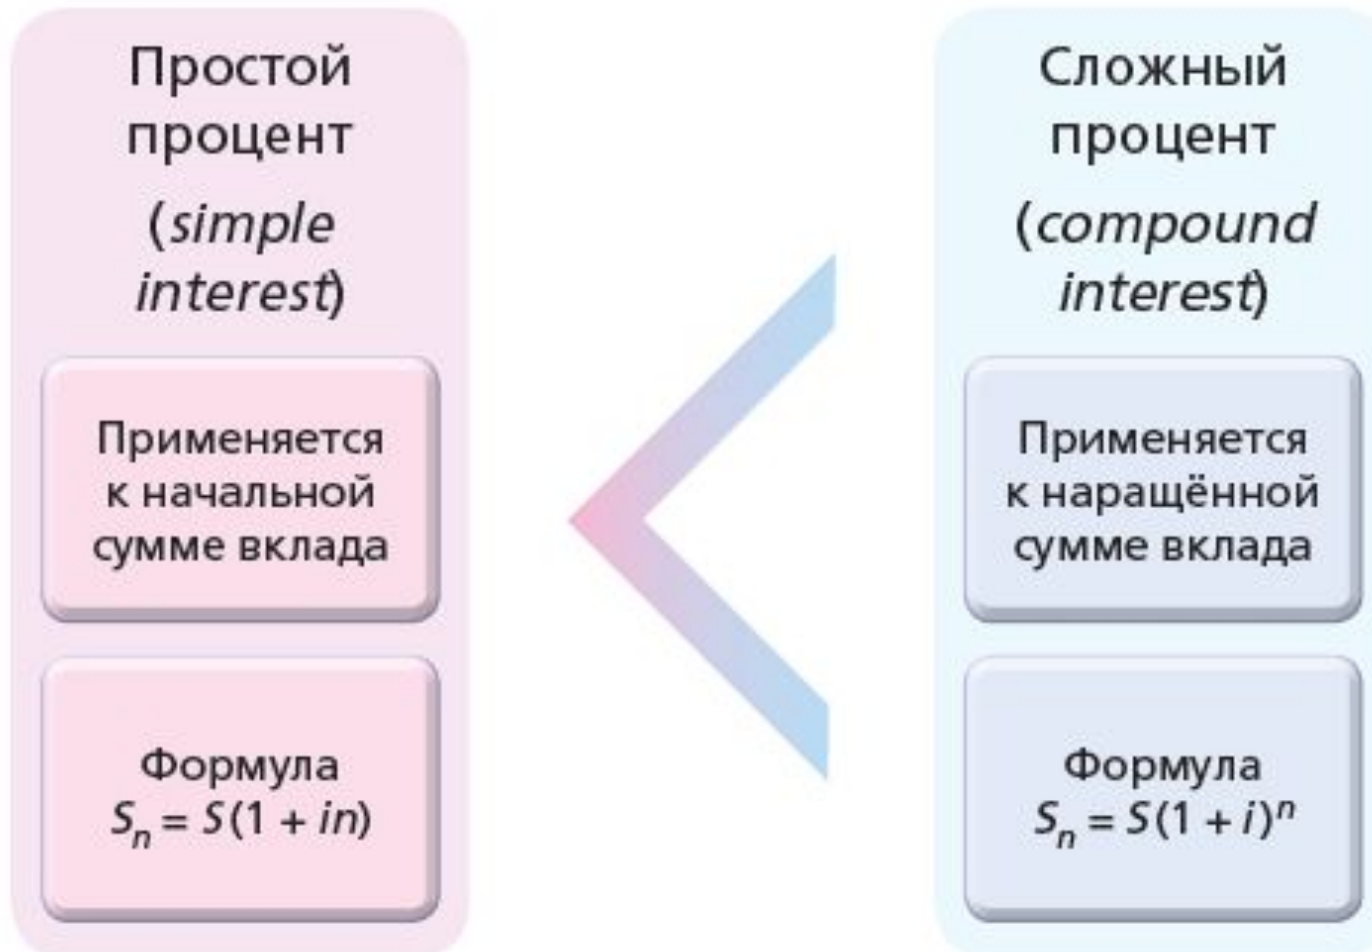 Простой
процент
(simple
interest)
Применяется
к начальной
сумме вклада
Формула
Sₙ = S(1 + in)
<
Сложный
процент
(compound
interest)
Применяется
к наращённой
сумме вклада
Формула
Sₙ = S(1 + i)ⁿ